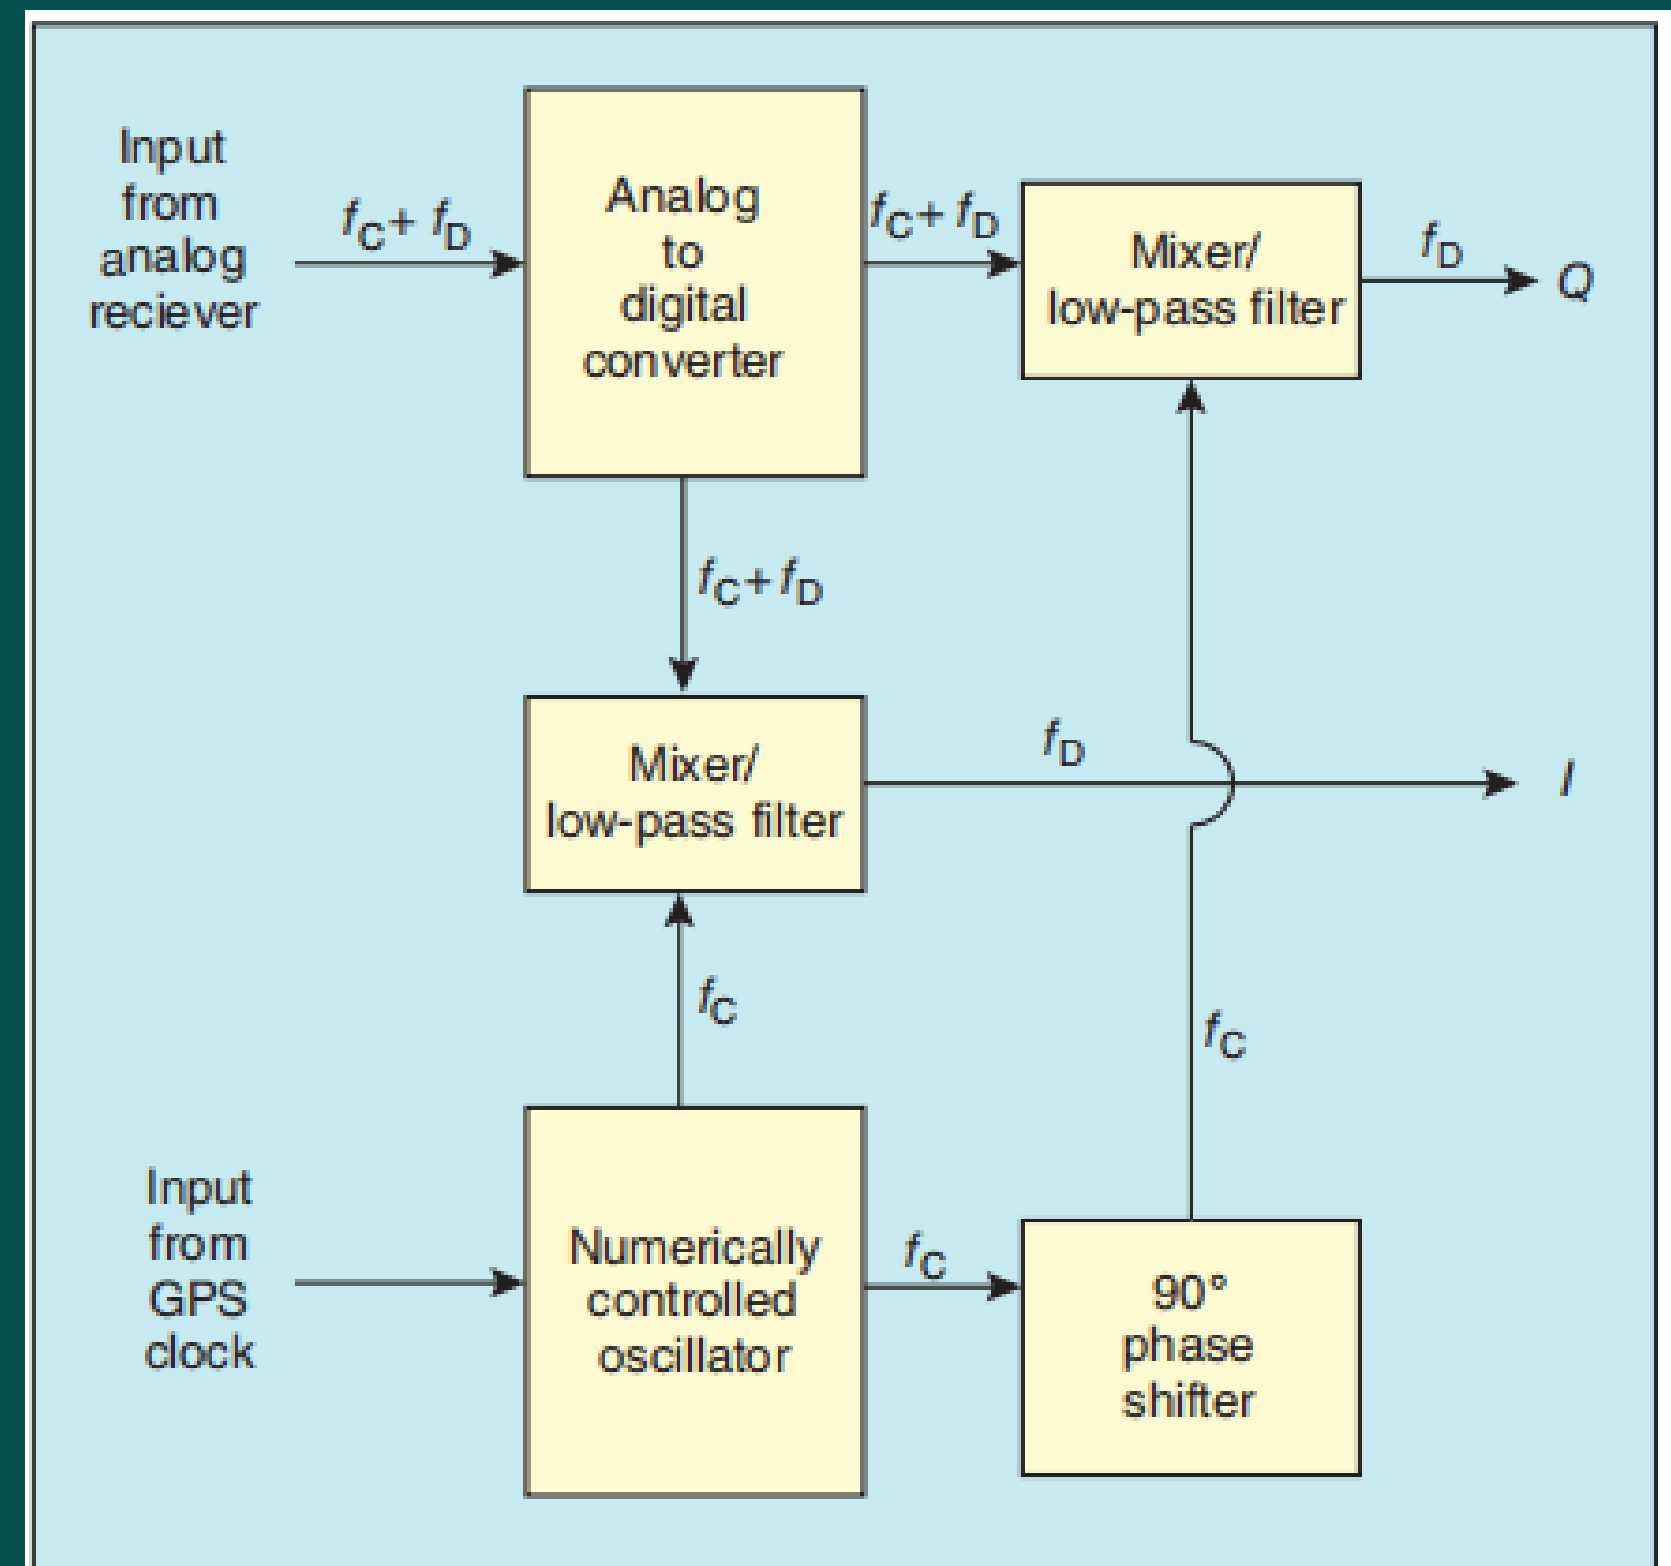 Input
from
analog
reciever
fC + fD
Analog
to
digital
converter
fC + fD
Mixer/
low-pass filter
fD
Q
fC + fD
Mixer/
low-pass filter
fD
I
fC
fC
Input
from
GPS
clock
Numerically
controlled
oscillator
fC
90°
phase
shifter